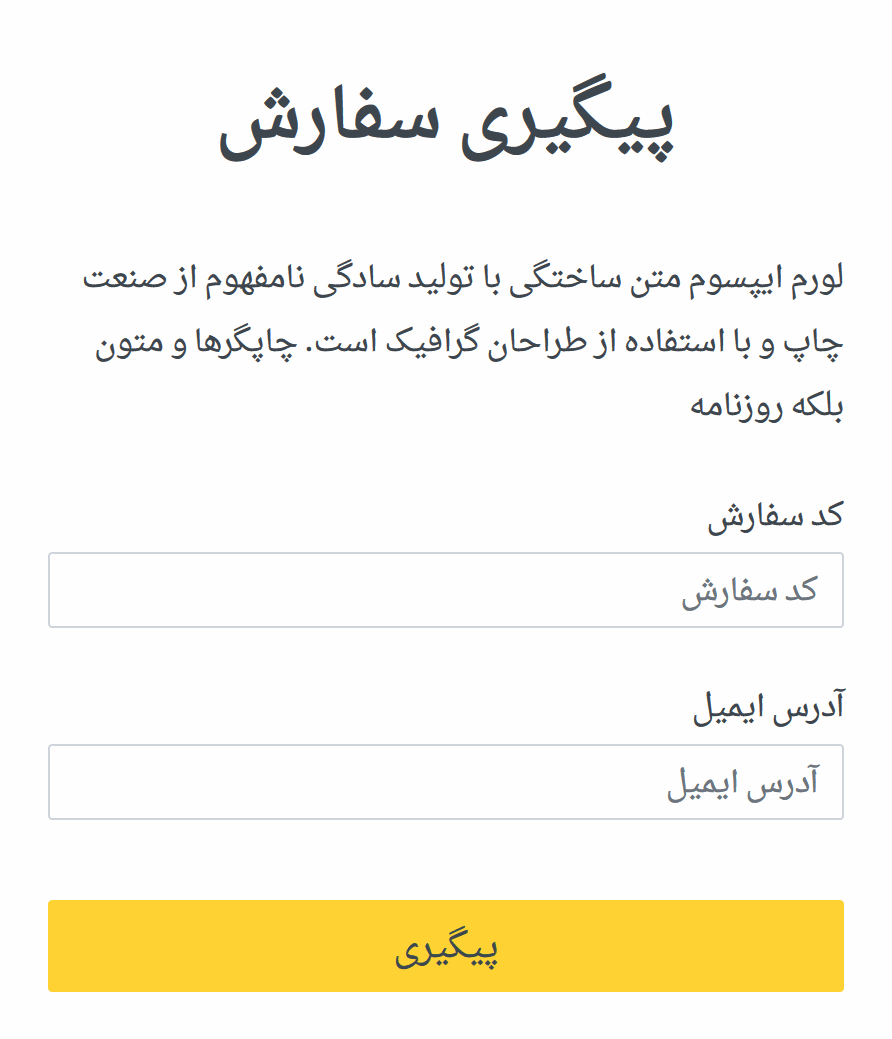 پیگیری سفارش
لورم ایپسوم متن ساختگی با تولید سادگی نامفهوم از صنعت
چاپ و با استفاده از طراحان گرافیک است. چاپگرها و متون
بلکه روزنامه
کد سفارش
کد سفارش
آدرس ایمیل
آدرس ایمیل
پیگیری